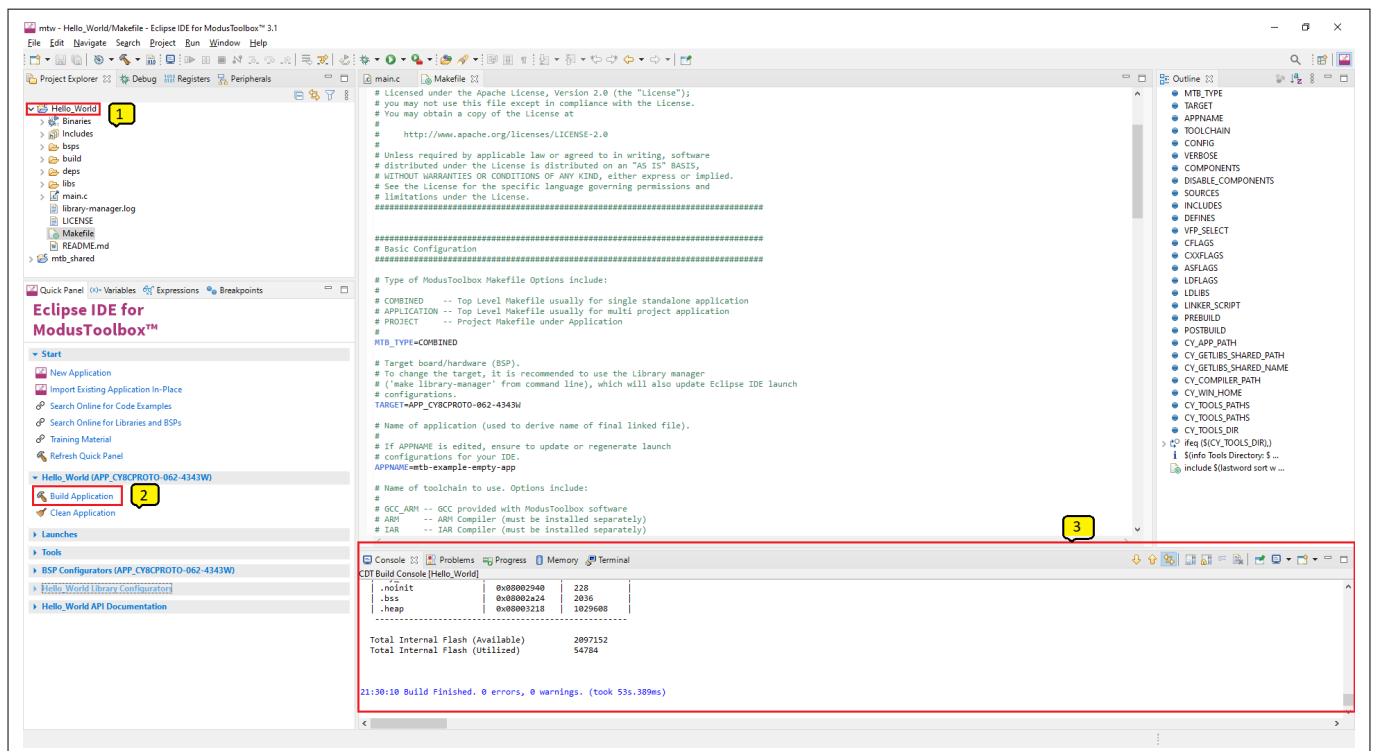 mtw - Hello_World/Makefile - Eclipse IDE for ModusToolbox™ 3.1
File Edit Navigate Search Project Run Window Help
Project Explorer Debug Registers Peripherals
Hello_World
1
Binaries
Includes
bsps
build
deps
libs
main.c
library-manager.log
LICENSE
Makefile
README.md
mtb_shared
Quick Panel (x)= Variables Expressions Breakpoints
Eclipse IDE for
ModusToolbox™
Start
New Application
Import Existing Application In-Place
Search Online for Code Examples
Search Online for Libraries and BSPs
Training Material
Refresh Quick Panel
Hello_World (APP_CY8CPROTO-062-4343W)
Build Application
2
Clean Application
Launches
Tools
BSP Configurators (APP_CY8CPROTO-062-4343W)
Hello_World Library Configurators
Hello_World API Documentation
main.c Makefile
# Licensed under the Apache License, Version 2.0 (the "License");
# you may not use this file except in compliance with the License.
# You may obtain a copy of the License at
#
# http://www.apache.org/licenses/LICENSE-2.0
#
# Unless required by applicable law or agreed to in writing, software
# distributed under the License is distributed on an "AS IS" BASIS,
# WITHOUT WARRANTIES OR CONDITIONS OF ANY KIND, either express or implied.
# See the License for the specific language governing permissions and
# limitations under the License.
################################################################################
################################################################################
# Basic Configuration
################################################################################
# Type of ModusToolbox Makefile Options include:
#
# COMBINED -- Top Level Makefile usually for single standalone application
# APPLICATION -- Top Level Makefile usually for multi project application
# PROJECT -- Project Makefile under Application
#
MTB_TYPE=COMBINED
# Target board/hardware (BSP).
# To change the target, it is recommended to use the Library manager
# ('make library-manager' from command line), which will also update Eclipse IDE launch
# configurations.
TARGET=APP_CY8CPROTO-062-4343W
# Name of application (used to derive name of final linked file).
#
# If APPNAME is edited, ensure to update or regenerate launch
# configurations for your IDE.
APPNAME=mtb-example-empty-app
# Name of toolchain to use. Options include:
#
# GCC_ARM -- GCC provided with ModusToolbox software
# ARM -- ARM Compiler (must be installed separately)
# IAR -- IAR Compiler (must be installed separately)
3
Console Problems Progress Memory Terminal
CDT Build Console [Hello_World]
| .noinit | 0x08002940 | 228 |
| .bss | 0x08002a24 | 2036 |
| .heap | 0x08003218 | 1029608 |
---------------------------------------------------
Total Internal Flash (Available) 2097152
Total Internal Flash (Utilized) 54784
21:30:10 Build Finished. 0 errors, 0 warnings. (took 53s.389ms)
Outline
MTB_TYPE
TARGET
APPNAME
TOOLCHAIN
CONFIG
VERBOSE
COMPONENTS
DISABLE_COMPONENTS
SOURCES
INCLUDES
DEFINES
VFP_SELECT
CFLAGS
CXXFLAGS
ASFLAGS
LDFLAGS
LDLIBS
LINKER_SCRIPT
PREBUILD
POSTBUILD
CY_APP_PATH
CY_GETLIBS_SHARED_PATH
CY_GETLIBS_SHARED_NAME
CY_COMPILER_PATH
CY_WIN_HOME
CY_TOOLS_PATHS
CY_TOOLS_PATHS
CY_TOOLS_DIR
ifeq ($(CY_TOOLS_DIR),)
$(info Tools Directory: $ ...
include $(lastword sort w ...